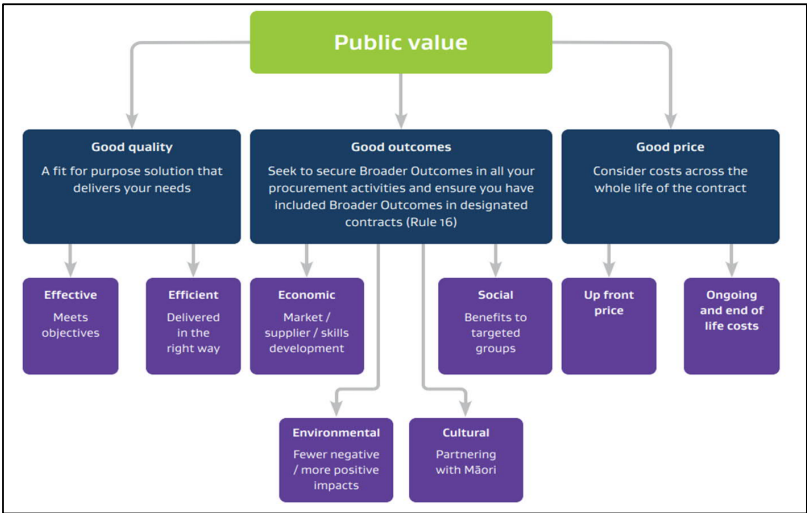 Public value
Good quality
A fit for purpose solution that
delivers your needs
Good outcomes
Seek to secure Broader Outcomes in all your
procurement activities and ensure you have
included Broader Outcomes in designated
contracts (Rule 16)
Good price
Consider costs across the
whole life of the contract
Effective
Meets
objectives
Efficient
Delivered
in the
right way
Economic
Market /
supplier / skills
development
Social
Benefits to
targeted
groups
Up front
price
Ongoing
and end of
life costs
Environmental
Fewer negative
/ more positive
impacts
Cultural
Partnering
with Māori